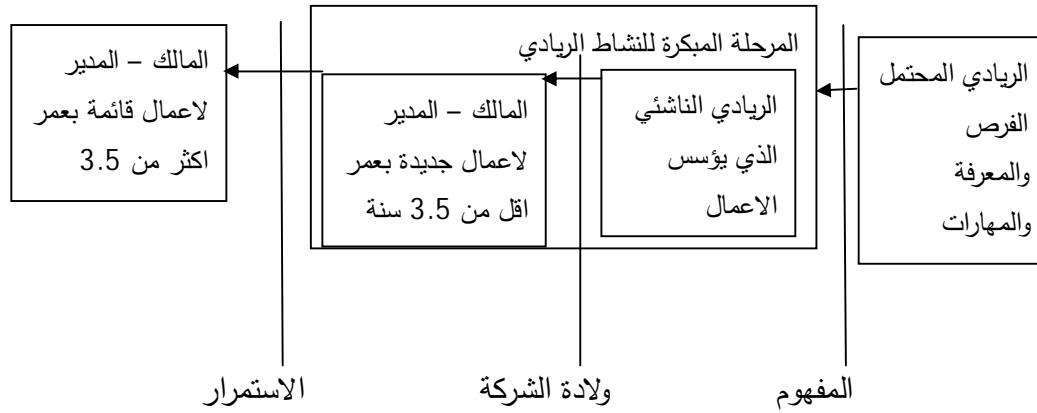 المرحلة المبكرة للنشاط الريادي
الريادي المحتمل
الفرص
والمعرفة
والمهارات
الريادي الناشئي
الذي يؤسس
الاعمال
المالك – المدير
لاعمال جديدة بعمر
اقل من 3.5 سنة
المالك – المدير
لاعمال قائمة بعمر
اكثر من 3.5
المفهوم
ولادة الشركة
الاستمرار